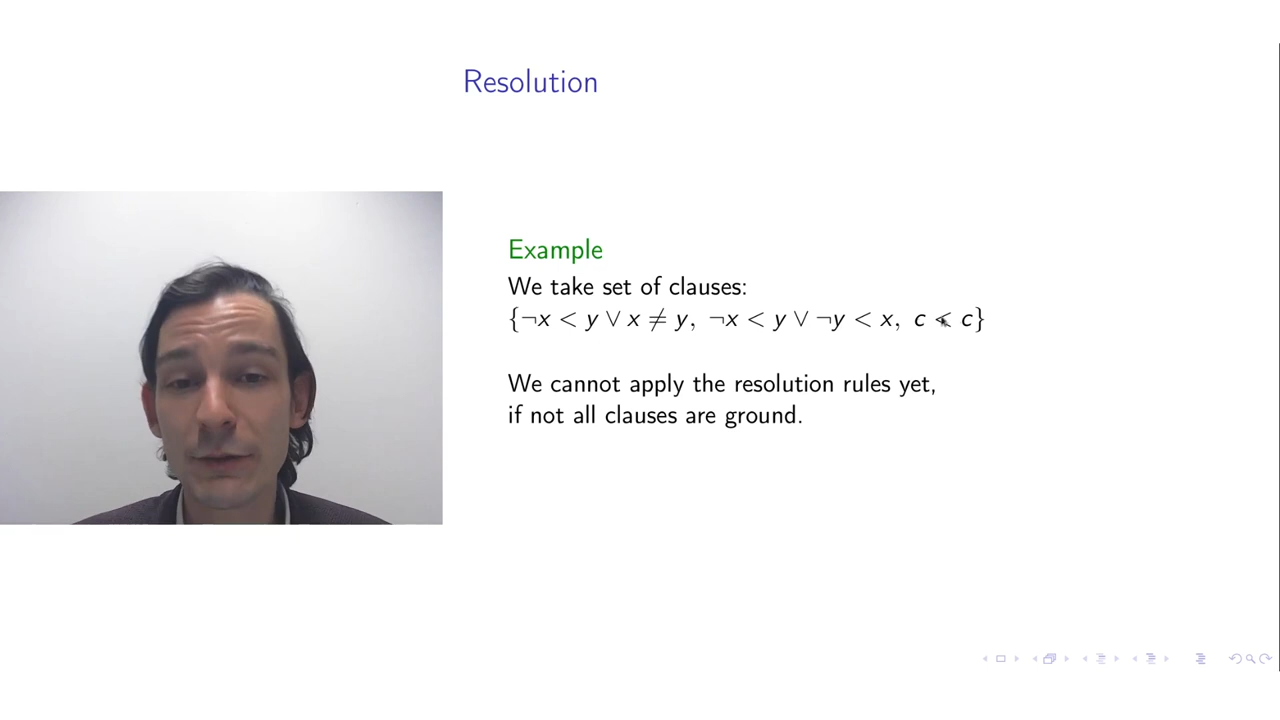 Resolution
Example
We take set of clauses:
{¬x < y ∨ x ≠ y, ¬x < y ∨ ¬y < x, c < c}
We cannot apply the resolution rules yet,
if not all clauses are ground.